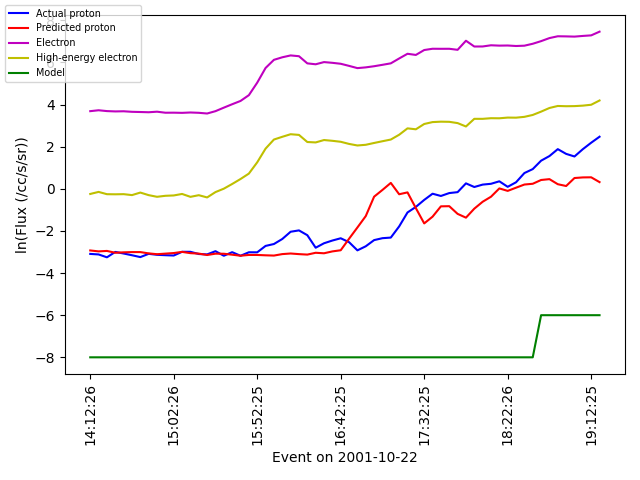 Actual proton
Predicted proton
Electron
High-energy electron
Model
4
2
0
−2
−4
−6
−8
ln(Flux (/cc/s/sr))
14:12:26
15:02:26
15:52:25
16:42:25
17:32:25
18:22:26
19:12:25
Event on 2001-10-22